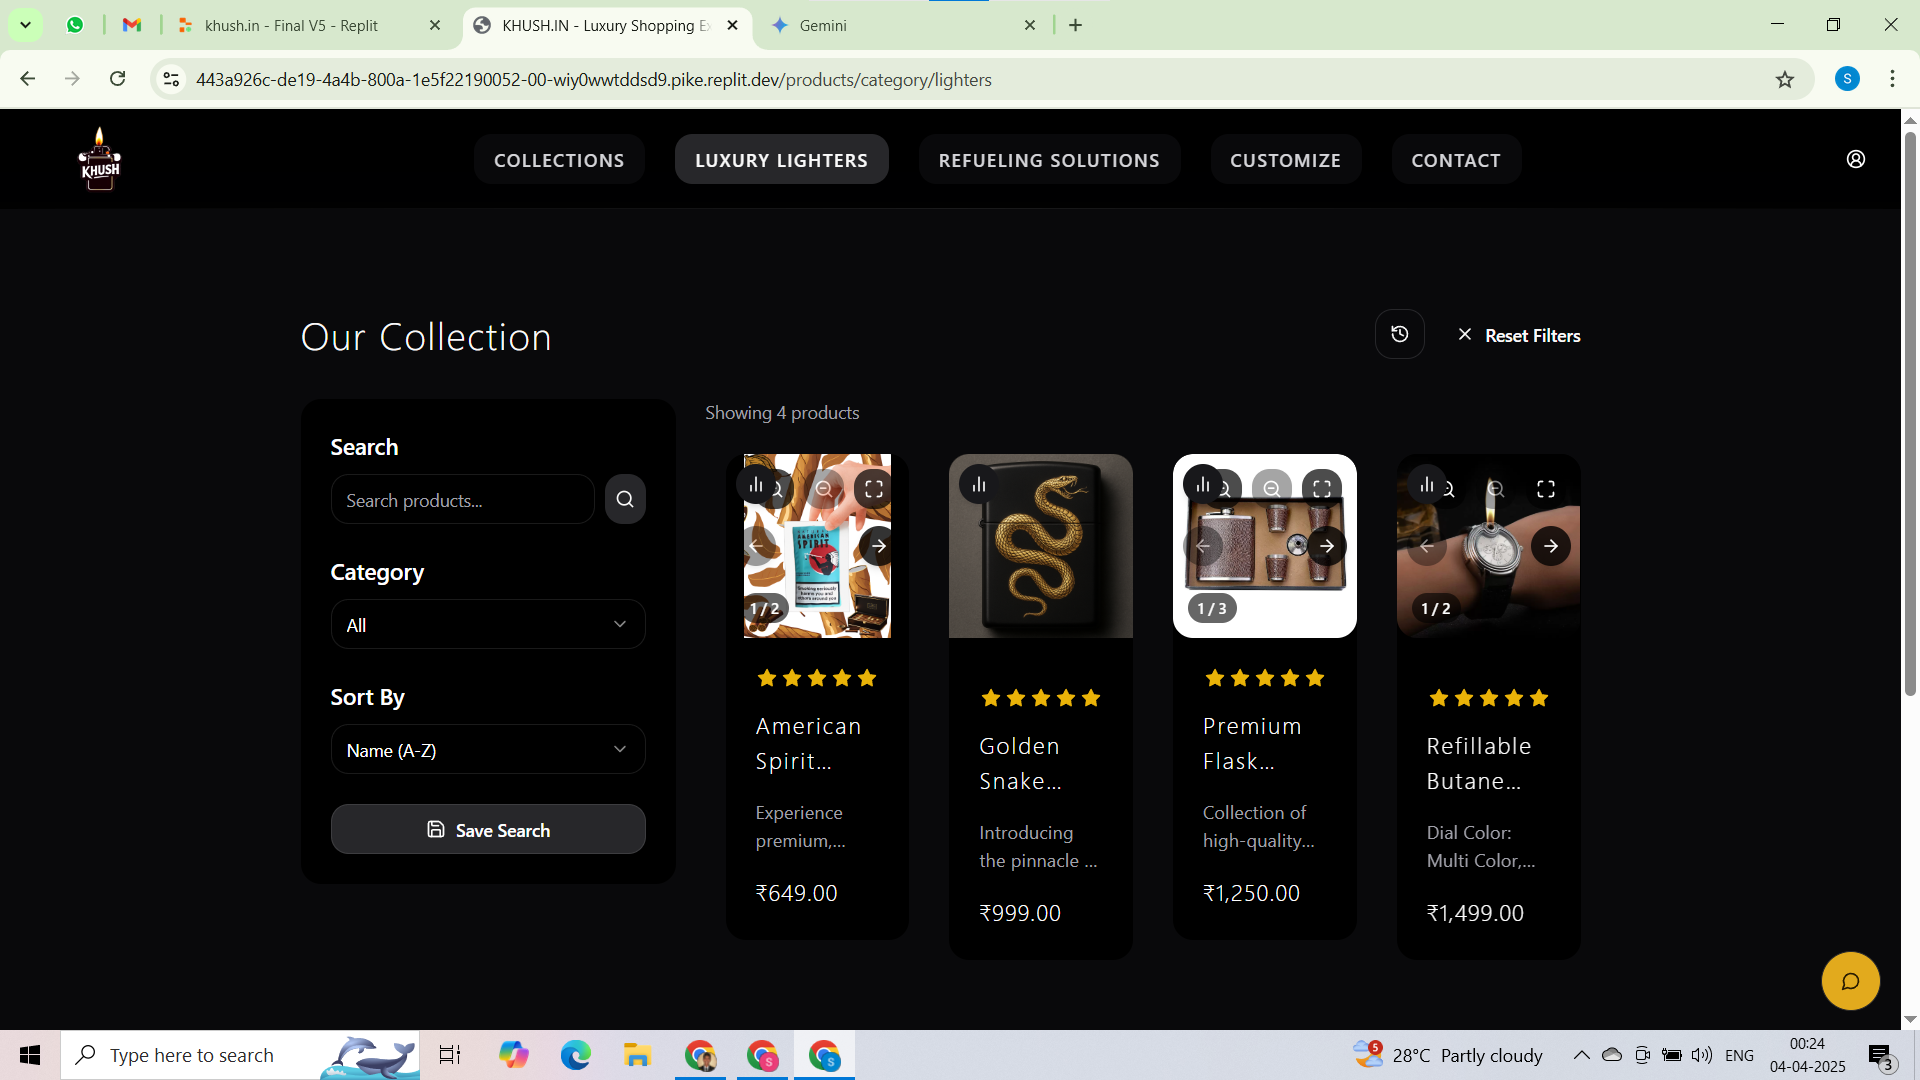 khush.in - Final V5 - Replit
KHUSH.IN - Luxury Shopping E
Gemini
443a926c-de19-4a4b-800a-1e5f22190052-00-wiy0wwtddsd9.pike.replit.dev/products/category/lighters
S
KHUSH
COLLECTIONS
LUXURY LIGHTERS
REFUELING SOLUTIONS
CUSTOMIZE
CONTACT
Our Collection
Reset Filters
Search
Search products...
Category
All
Sort By
Name (A-Z)
Save Search
Showing 4 products
AMERICAN
SPIRIT
1 / 2
American
Spirit...
Experience
premium,...
₹649.00
Golden
Snake...
Introducing
the pinnacle ...
₹999.00
1 / 3
Premium
Flask...
Collection of
high-quality...
₹1,250.00
1 / 2
Refillable
Butane...
Dial Color:
Multi Color,...
₹1,499.00
Type here to search
S
S
5
28°C Partly cloudy
ENG
00:24
04-04-2025
3